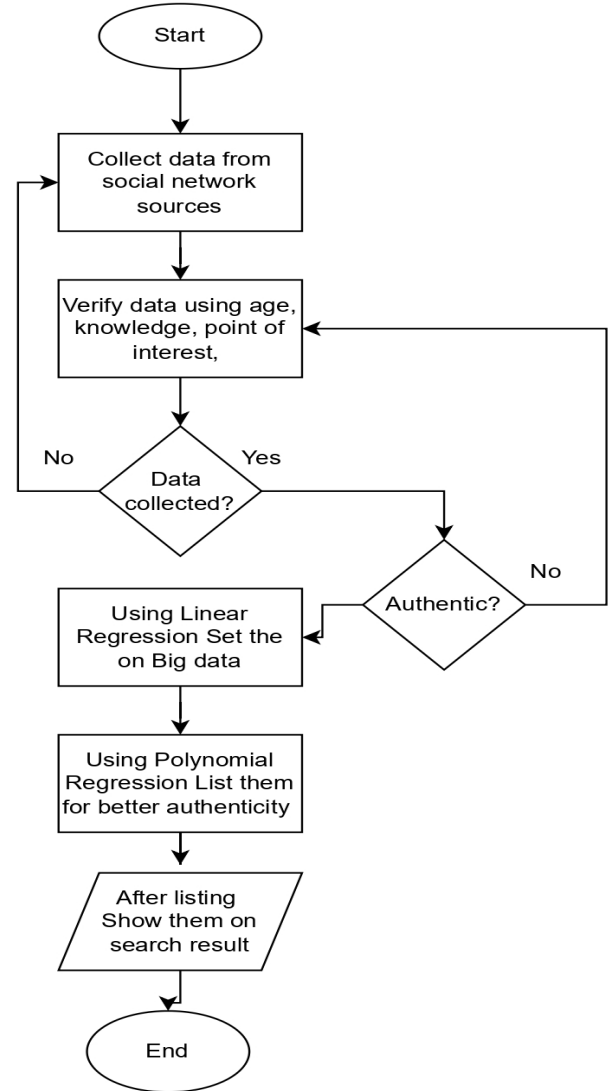 Start
Collect data from
social network
sources
Verify data using age,
knowledge, point of
interest,
No
Yes
Data
collected?
No
Authentic?
Using Linear
Regression Set the
on Big data
Using Polynomial
Regression List them
for better authenticity
After listing
Show them on
search result
End